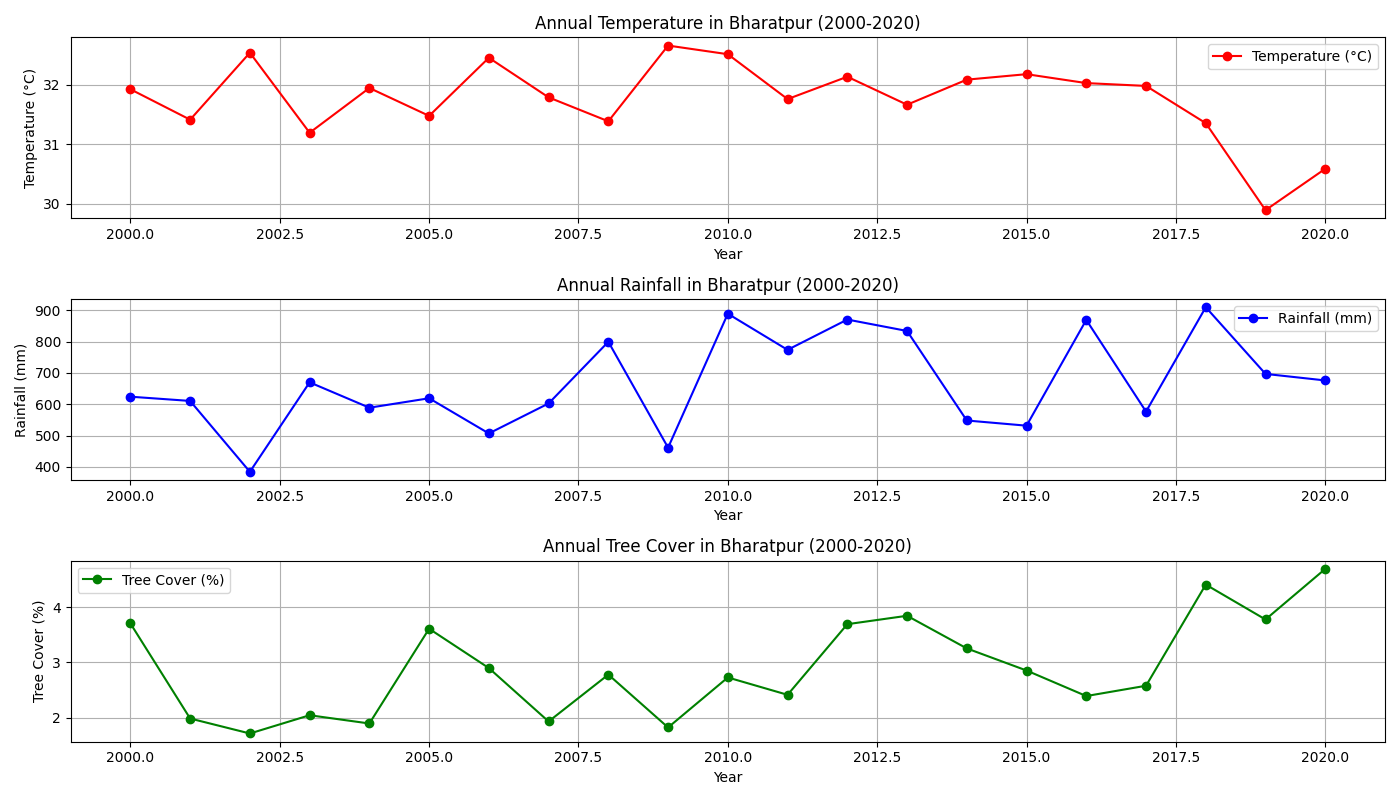 Annual Temperature in Bharatpur (2000-2020)
Temperature (°C)
32
31
30
Temperature (°C)
2000.0 2002.5 2005.0 2007.5 2010.0 2012.5 2015.0 2017.5 2020.0
Year
Annual Rainfall in Bharatpur (2000-2020)
Rainfall (mm)
900
800
700
600
500
400
Rainfall (mm)
2000.0 2002.5 2005.0 2007.5 2010.0 2012.5 2015.0 2017.5 2020.0
Year
Annual Tree Cover in Bharatpur (2000-2020)
Tree Cover (%)
4
3
2
Tree Cover (%)
2000.0 2002.5 2005.0 2007.5 2010.0 2012.5 2015.0 2017.5 2020.0
Year